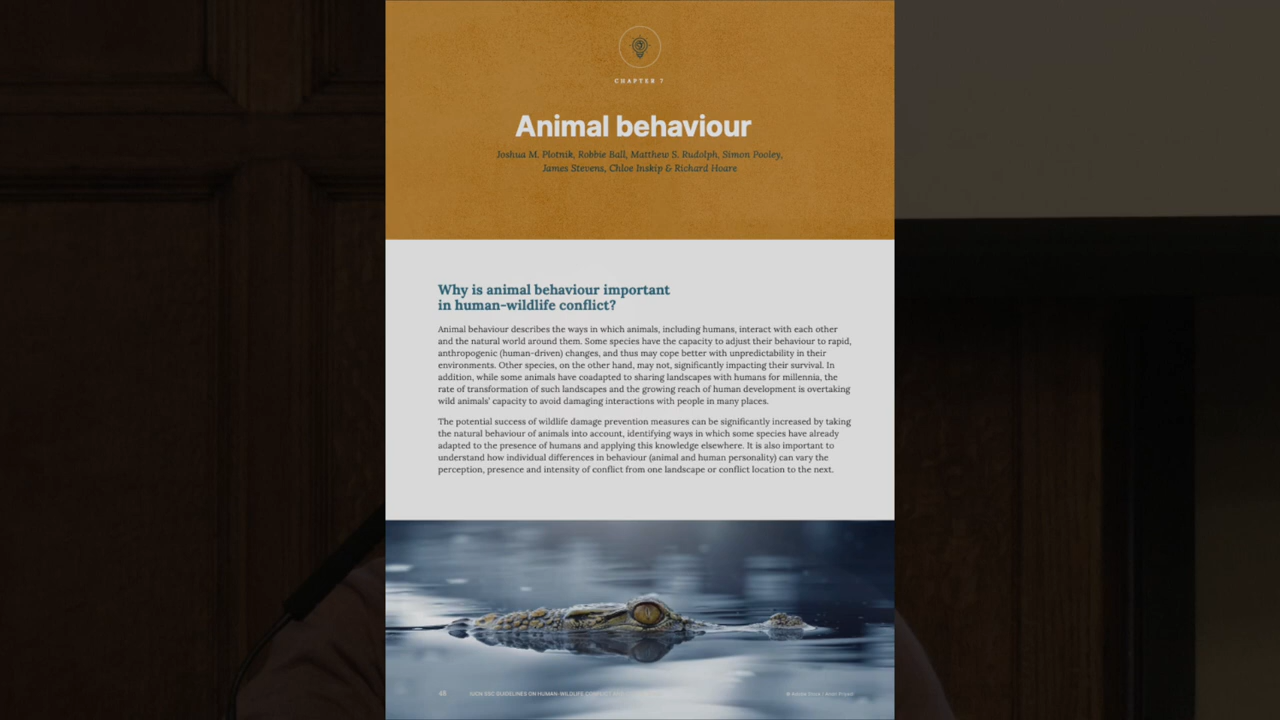 CHAPTER 7
Animal behaviour
Joshua M. Plotnik, Robbie Ball, Matthew S. Rudolph, Simon Pooley,
James Stevens, Chloe Inskip & Richard Hoare
Why is animal behaviour important
in human-wildlife conflict?
Animal behaviour describes the ways in which animals, including humans, interact with each other
and the natural world around them. Some species have the capacity to adjust their behaviour to rapid,
anthropogenic (human-driven) changes, and thus may cope better with unpredictability in their
environments. Other species, on the other hand, may not, significantly impacting their survival. In
addition, while some animals have coadapted to sharing landscapes with humans for millennia, the
rate of transformation of such landscapes and the growing reach of human development is overtaking
wild animals' capacity to avoid damaging interactions with people in many places.
The potential success of wildlife damage prevention measures can be significantly increased by taking
the natural behaviour of animals into account, identifying ways in which some species have already
adapted to the presence of humans and applying this knowledge elsewhere. It is also important to
understand how individual differences in behaviour (animal and human personality) can vary the
perception, presence and intensity of conflict from one landscape or conflict location to the next.
48
IUCN SSC GUIDELINES ON HUMAN-WILDLIFE